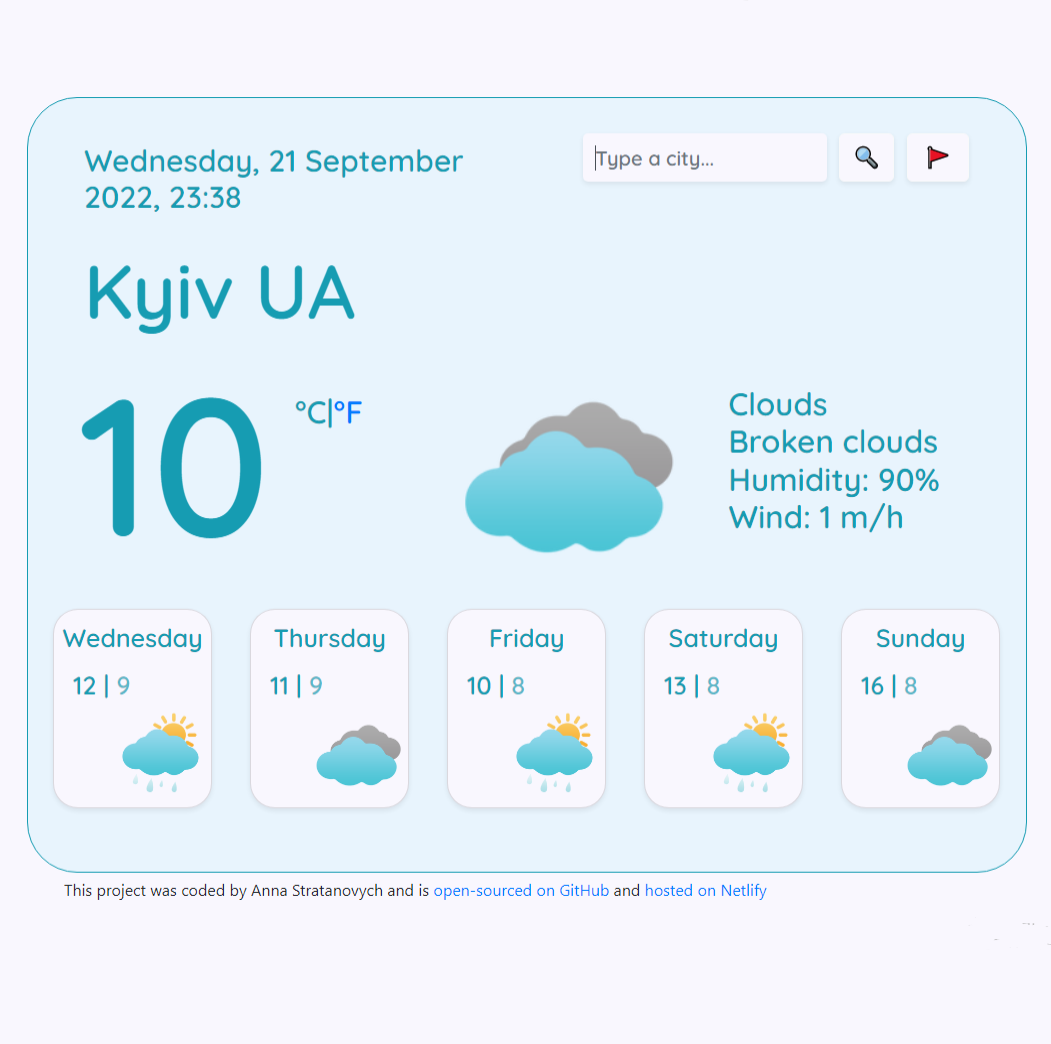 Wednesday, 21 September
2022, 23:38
Type a city...
Kyiv UA
10
°C|°F
Clouds
Broken clouds
Humidity: 90%
Wind: 1 m/h
Wednesday
12 | 9
Thursday
11 | 9
Friday
10 | 8
Saturday
13 | 8
Sunday
16 | 8
This project was coded by Anna Stratanovych and is open-sourced on GitHub and hosted on Netlify